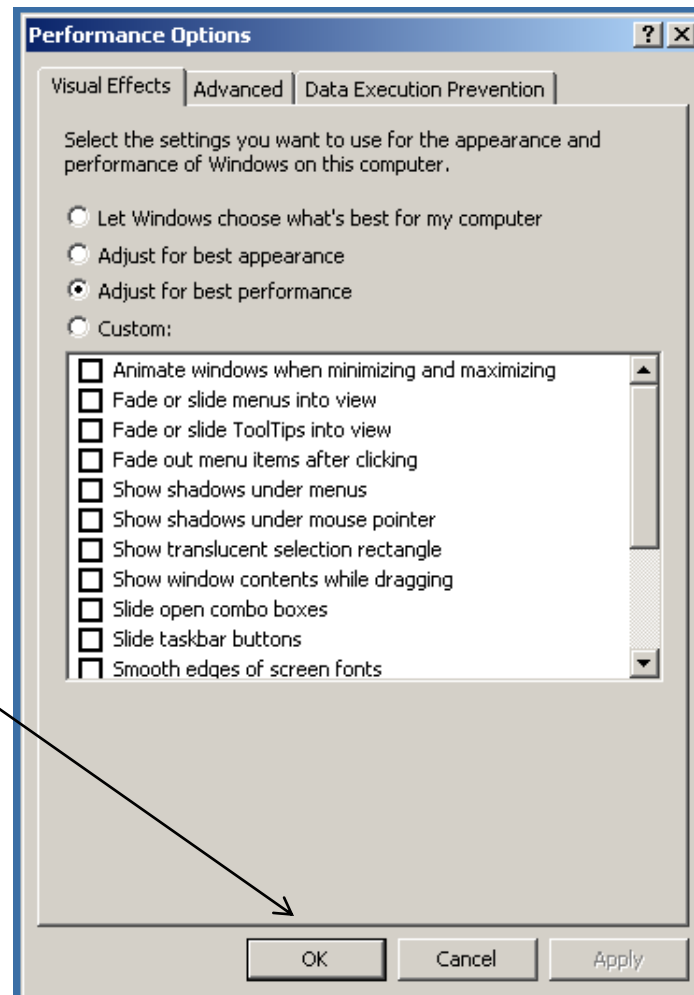 Performance Options
Visual Effects
Advanced
Data Execution Prevention
Select the settings you want to use for the appearance and
performance of Windows on this computer.
Let Windows choose what's best for my computer
Adjust for best appearance
Adjust for best performance
Custom:
Animate windows when minimizing and maximizing
Fade or slide menus into view
Fade or slide ToolTips into view
Fade out menu items after clicking
Show shadows under menus
Show shadows under mouse pointer
Show translucent selection rectangle
Show window contents while dragging
Slide open combo boxes
Slide taskbar buttons
Smooth edges of screen fonts
OK
Cancel
Apply